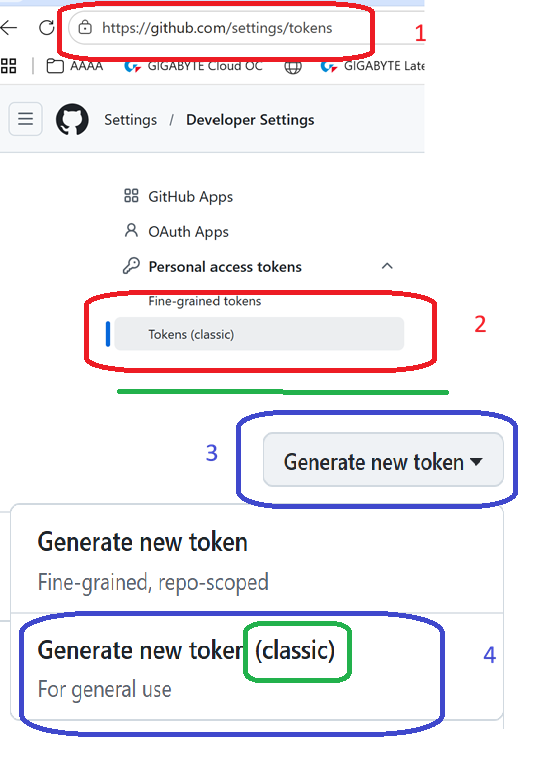 https://github.com/settings/tokens
1
AAAA GIGABYTE Cloud OC GIGABYTE Late
Settings / Developer Settings
GitHub Apps
OAuth Apps
Personal access tokens
Fine-grained tokens
Tokens (classic)
2
3
Generate new token
Generate new token
Fine-grained, repo-scoped
Generate new token (classic)
For general use
4